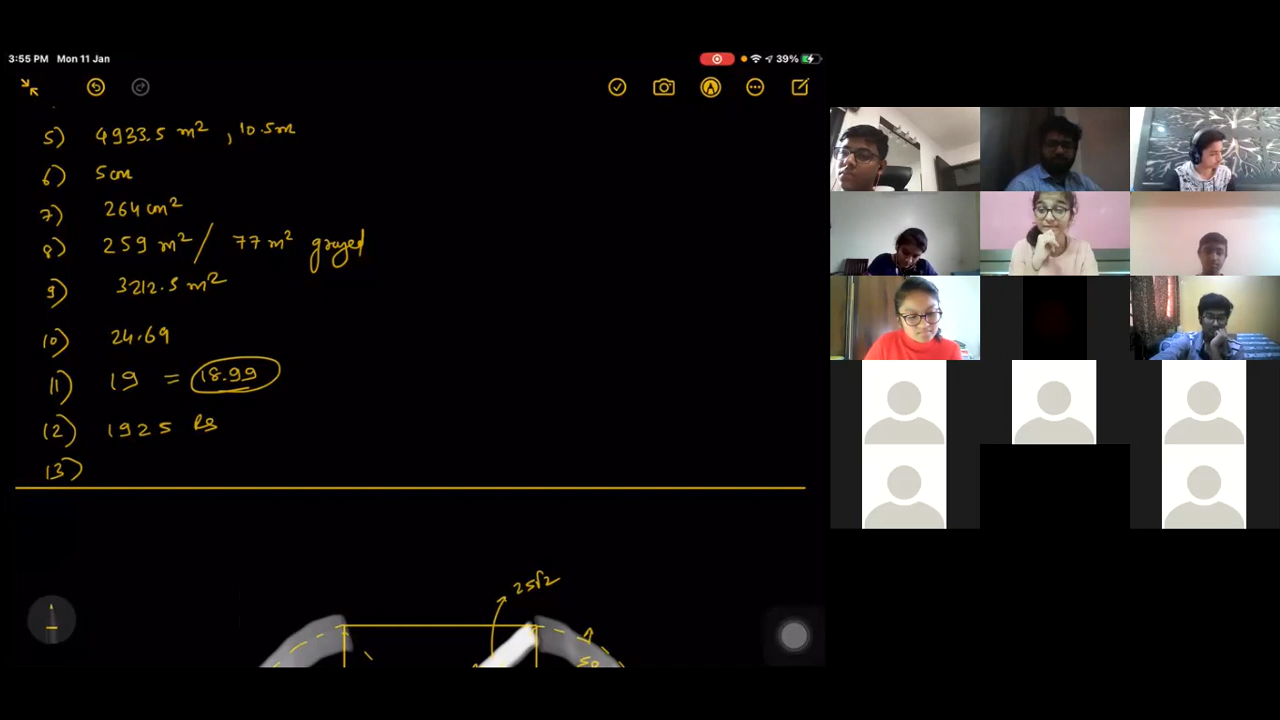 3:55 PM Mon 11 Jan 39%
5) 4933.5 m² , 10.5m
6) 5cm
7) 264 cm²
8) 259 m² / 77 m² grazed
9) 3212.5 m²
10) 24.69
11) 19 = 18.99
12) 1925 Rs
13)
25√2
50